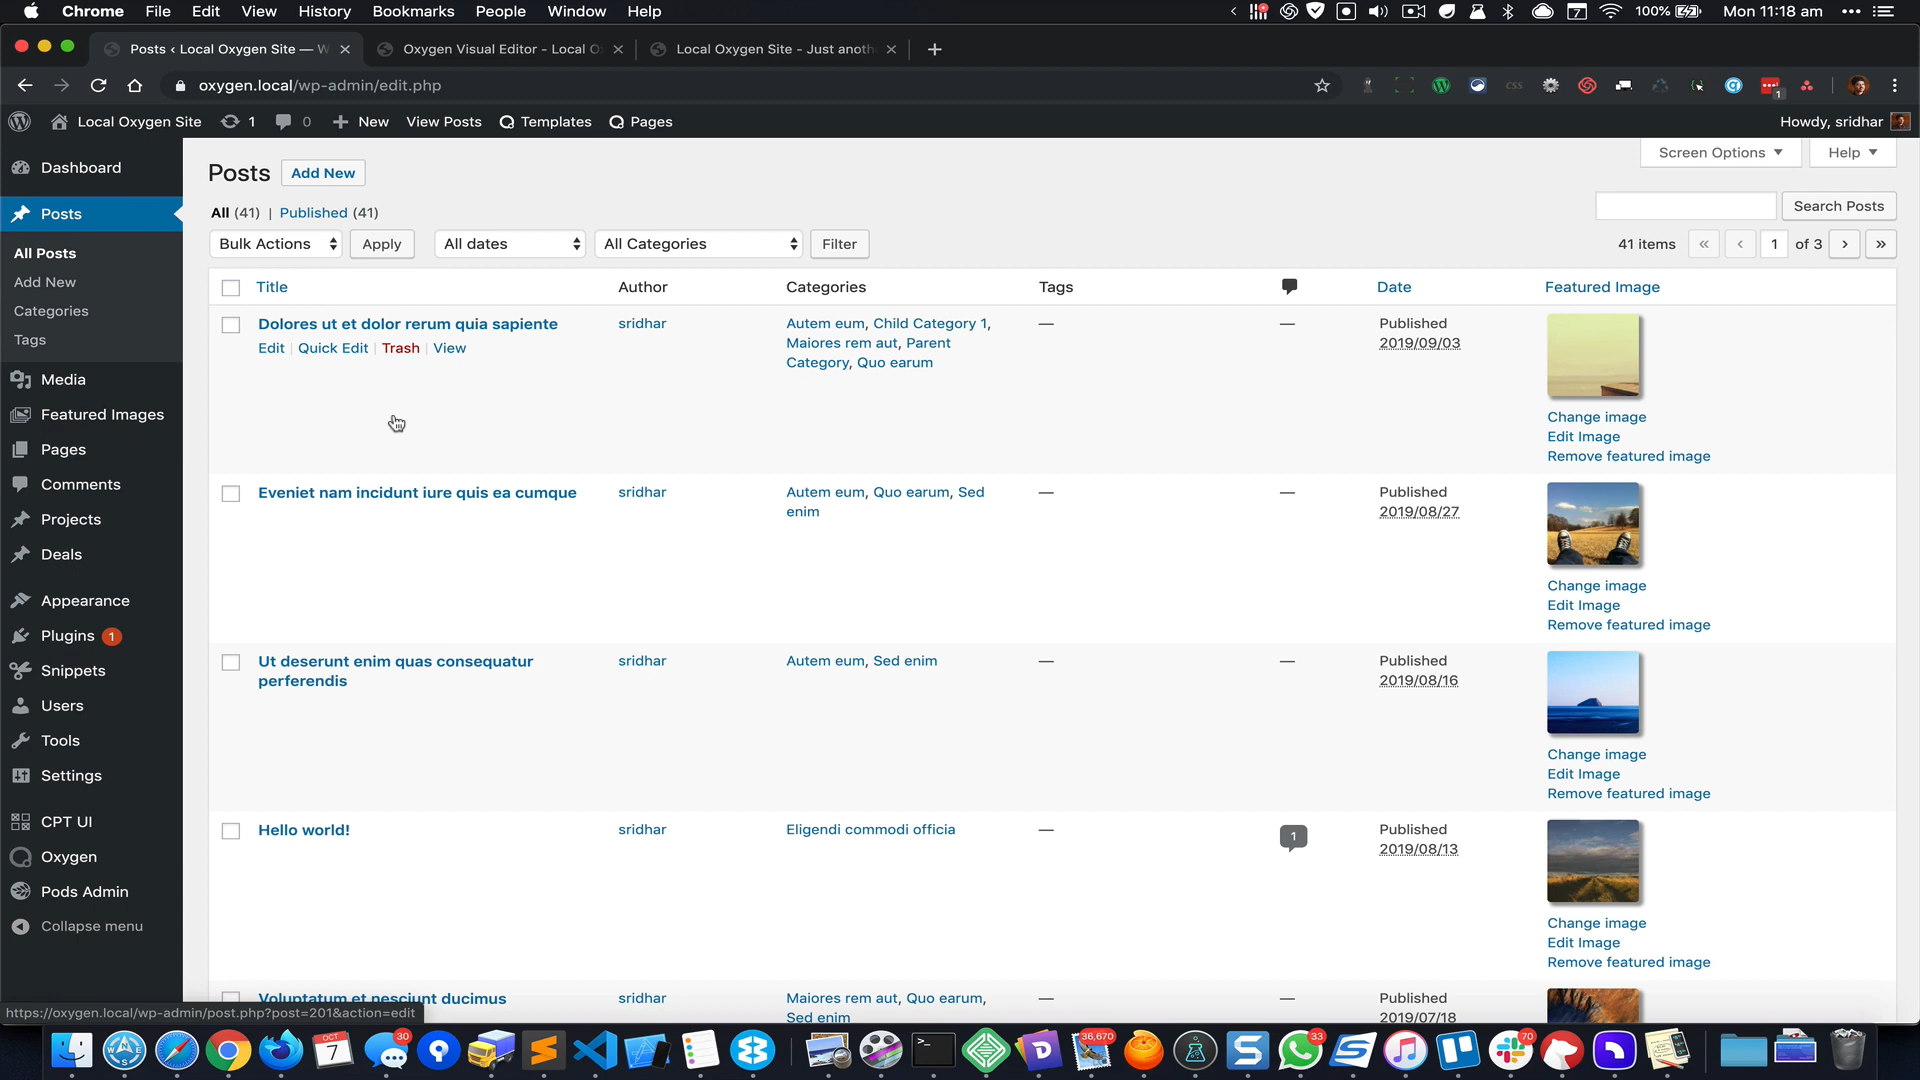 Chrome File Edit View History Bookmarks People Window Help
7 100% Mon 11:18 am
Posts ‹ Local Oxygen Site — W
Oxygen Visual Editor - Local O
Local Oxygen Site - Just anoth
oxygen.local/wp-admin/edit.php
CSS
1
Local Oxygen Site 1 0 New View Posts Templates Pages Howdy, sridhar
Screen Options Help
Dashboard
Posts
All Posts
Add New
Categories
Tags
Media
Featured Images
Pages
Comments
Projects
Deals
Appearance
Plugins 1
Snippets
Users
Tools
Settings
CPT UI
Oxygen
Pods Admin
Collapse menu
Posts Add New
All (41) | Published (41)
Search Posts
Bulk Actions Apply All dates All Categories Filter
41 items « ‹ 1 of 3 › »
Title Author Categories Tags Date Featured Image
Dolores ut et dolor rerum quia sapiente
Edit | Quick Edit | Trash | View
sridhar
Autem eum, Child Category 1,
Maiores rem aut, Parent
Category, Quo earum
—
—
Published
2019/09/03
Change image
Edit Image
Remove featured image
Eveniet nam incidunt iure quis ea cumque
sridhar
Autem eum, Quo earum, Sed
enim
—
—
Published
2019/08/27
Change image
Edit Image
Remove featured image
Ut deserunt enim quas consequatur
perferendis
sridhar
Autem eum, Sed enim
—
—
Published
2019/08/16
Change image
Edit Image
Remove featured image
Hello world!
sridhar
Eligendi commodi officia
—
1
Published
2019/08/13
Change image
Edit Image
Remove featured image
Voluptatum et nesciunt ducimus
sridhar
Maiores rem aut, Quo earum,
Sed enim
—
—
Published
2019/07/18
https://oxygen.local/wp-admin/post.php?post=201&action=edit
OCT
7
30
36,670
33
70